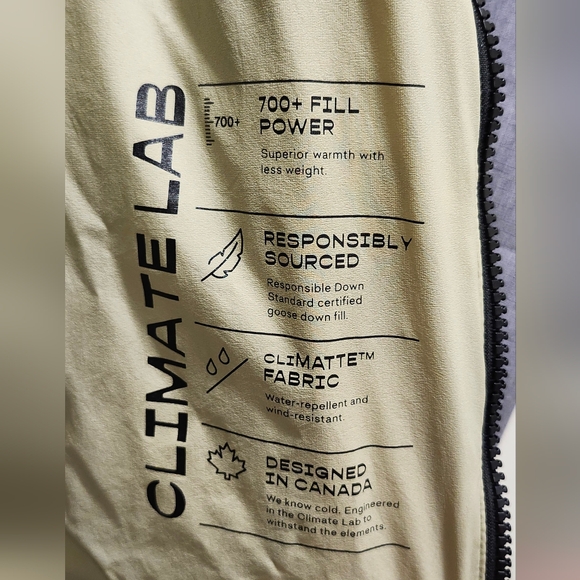 CLIMATE LAB
700+
700+ FILL
POWER
Superior warmth with
less weight.
RESPONSIBLY
SOURCED
Responsible Down
Standard certified
goose down fill.
CLIMATTE™
FABRIC
Water-repellent and
wind-resistant.
DESIGNED
IN CANADA
We know cold. Engineered
in the Climate Lab to
withstand the elements.